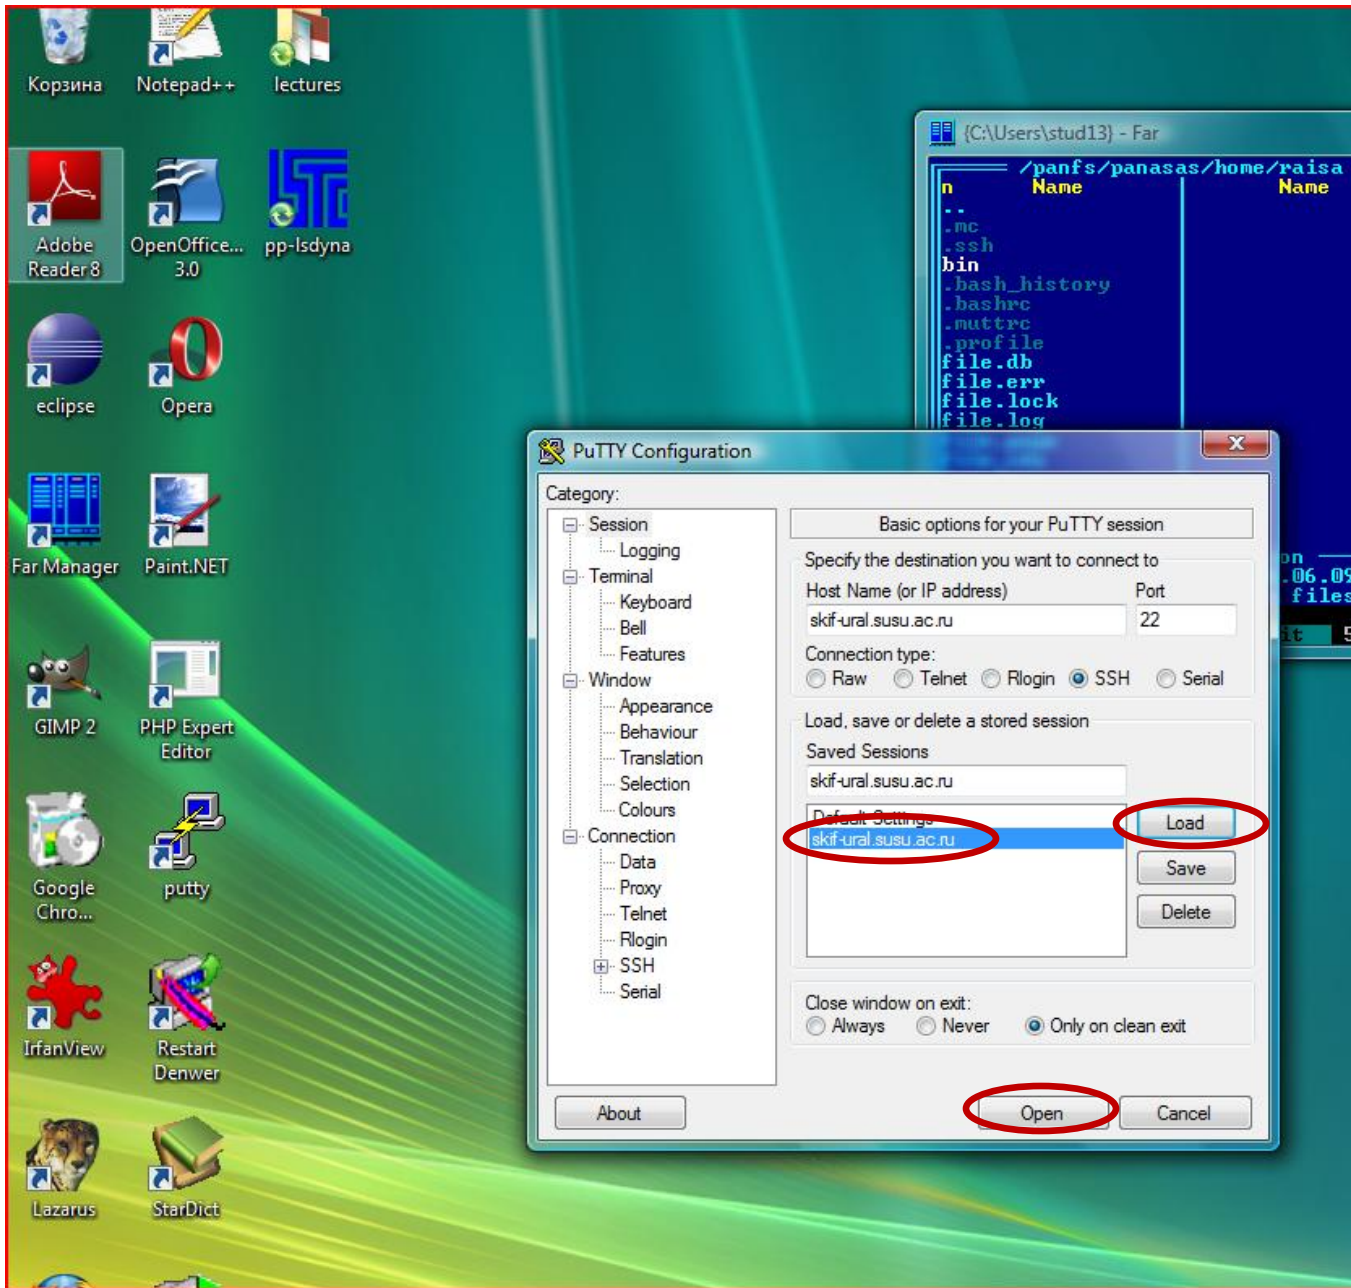 Корзина
Notepad++
lectures
Adobe
Reader 8
OpenOffice...
3.0
pp-lsdyna
eclipse
Opera
Far Manager
Paint.NET
GIMP 2
PHP Expert
Editor
Google
Chro...
putty
IrfanView
Restart
Denwer
Lazarus
StarDict
{C:\Users\stud13} - Far
/panfs/panasas/home/raisa
n Name Name
..
.mc
.ssh
bin
.bash_history
.bashrc
.muttrc
.profile
file.db
file.err
file.lock
file.log
.06.09
files
5
PuTTY Configuration
Category:
Session
Logging
Terminal
Keyboard
Bell
Features
Window
Appearance
Behaviour
Translation
Selection
Colours
Connection
Data
Proxy
Telnet
Rlogin
SSH
Serial
Basic options for your PuTTY session
Specify the destination you want to connect to
Host Name (or IP address) Port
skif-ural.susu.ac.ru 22
Connection type:
Raw Telnet Rlogin SSH Serial
Load, save or delete a stored session
Saved Sessions
skif-ural.susu.ac.ru
Default Settings
skif-ural.susu.ac.ru
Load
Save
Delete
Close window on exit:
Always Never Only on clean exit
About Open Cancel